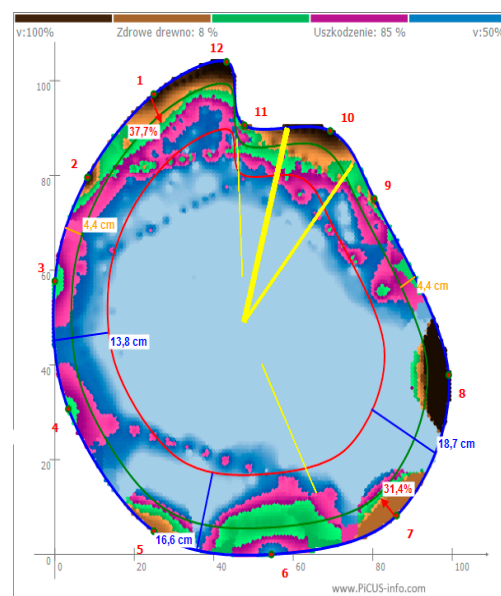 v:100% Zdrowe drewno: 8 % Uszkodzenie: 85 % v:50%
12
100
1
11
10
37,7%
2
80
9
4,4 cm
3
60
4,4 cm
13,8 cm
40
8
4
18,7 cm
20
31,4%
16,6 cm
7
5
0
6
0 20 40 60 80 100
www.PiCUS-info.com